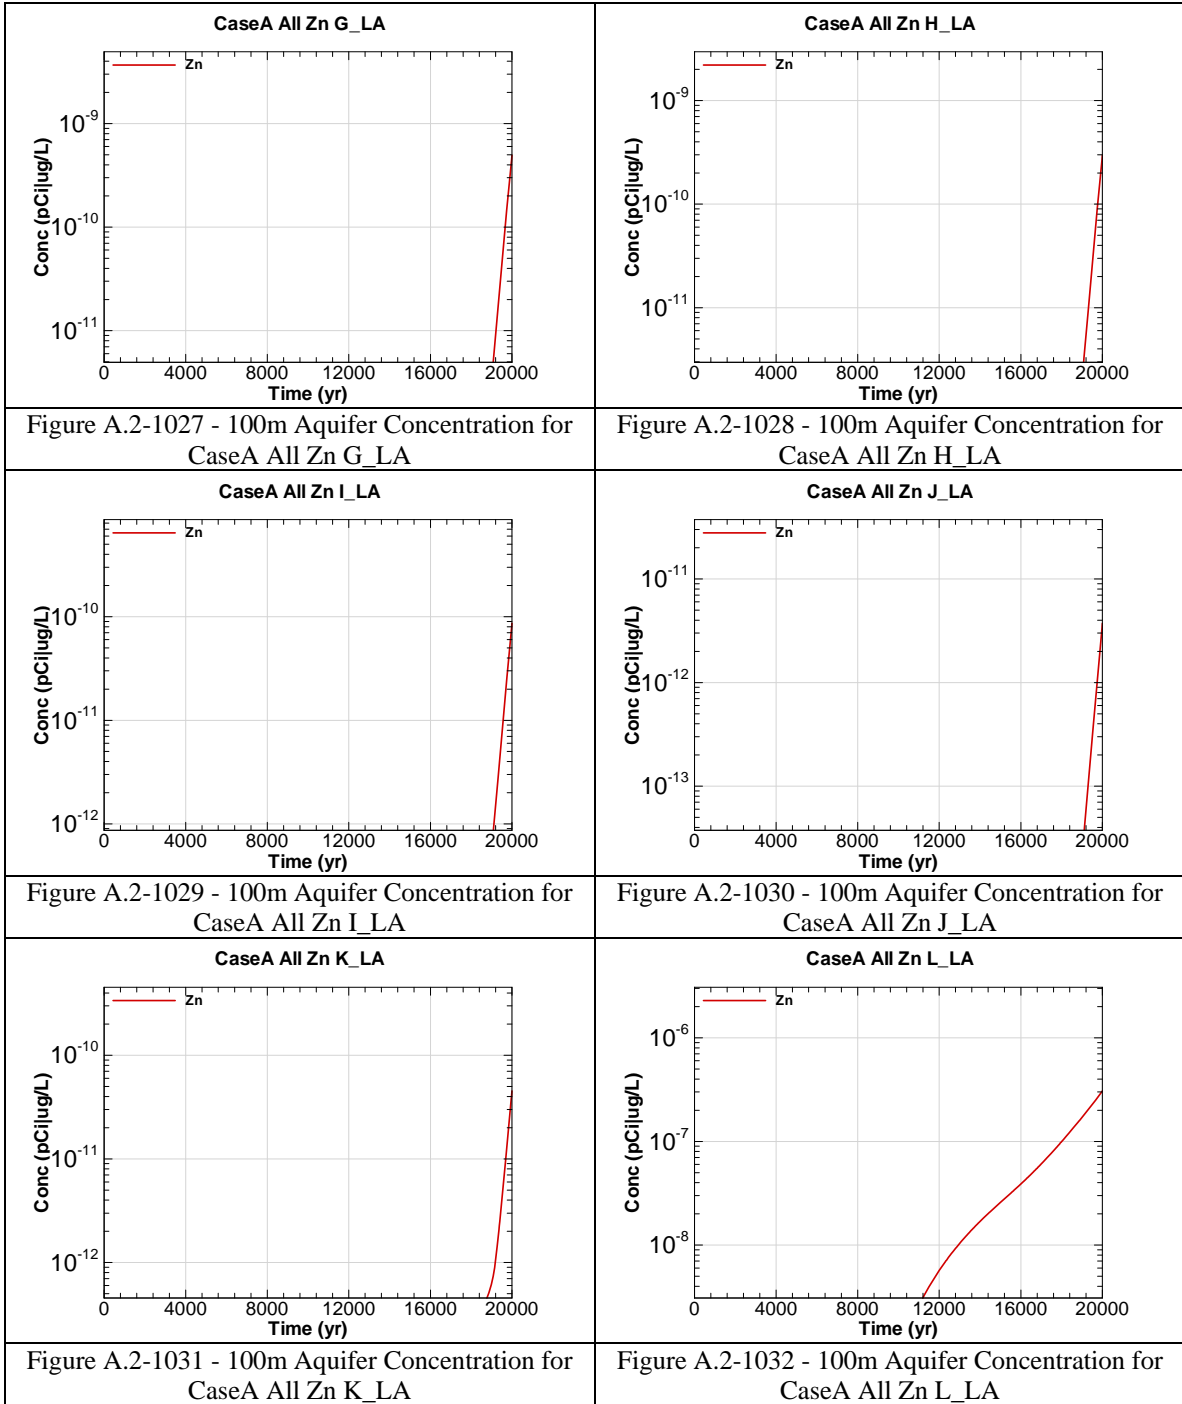 CaseA All Zn G_LA
Zn
10^-9
10^-10
10^-11
Conc (pCi|ug/L)
0 4000 8000 12000 16000 20000
Time (yr)
Figure A.2-1027 - 100m Aquifer Concentration for
CaseA All Zn G_LA
CaseA All Zn H_LA
Zn
10^-9
10^-10
10^-11
Conc (pCi|ug/L)
0 4000 8000 12000 16000 20000
Time (yr)
Figure A.2-1028 - 100m Aquifer Concentration for
CaseA All Zn H_LA
CaseA All Zn I_LA
Zn
10^-10
10^-11
10^-12
Conc (pCi|ug/L)
0 4000 8000 12000 16000 20000
Time (yr)
Figure A.2-1029 - 100m Aquifer Concentration for
CaseA All Zn I_LA
CaseA All Zn J_LA
Zn
10^-11
10^-12
10^-13
Conc (pCi|ug/L)
0 4000 8000 12000 16000 20000
Time (yr)
Figure A.2-1030 - 100m Aquifer Concentration for
CaseA All Zn J_LA
CaseA All Zn K_LA
Zn
10^-10
10^-11
10^-12
Conc (pCi|ug/L)
0 4000 8000 12000 16000 20000
Time (yr)
Figure A.2-1031 - 100m Aquifer Concentration for
CaseA All Zn K_LA
CaseA All Zn L_LA
Zn
10^-6
10^-7
10^-8
Conc (pCi|ug/L)
0 4000 8000 12000 16000 20000
Time (yr)
Figure A.2-1032 - 100m Aquifer Concentration for
CaseA All Zn L_LA